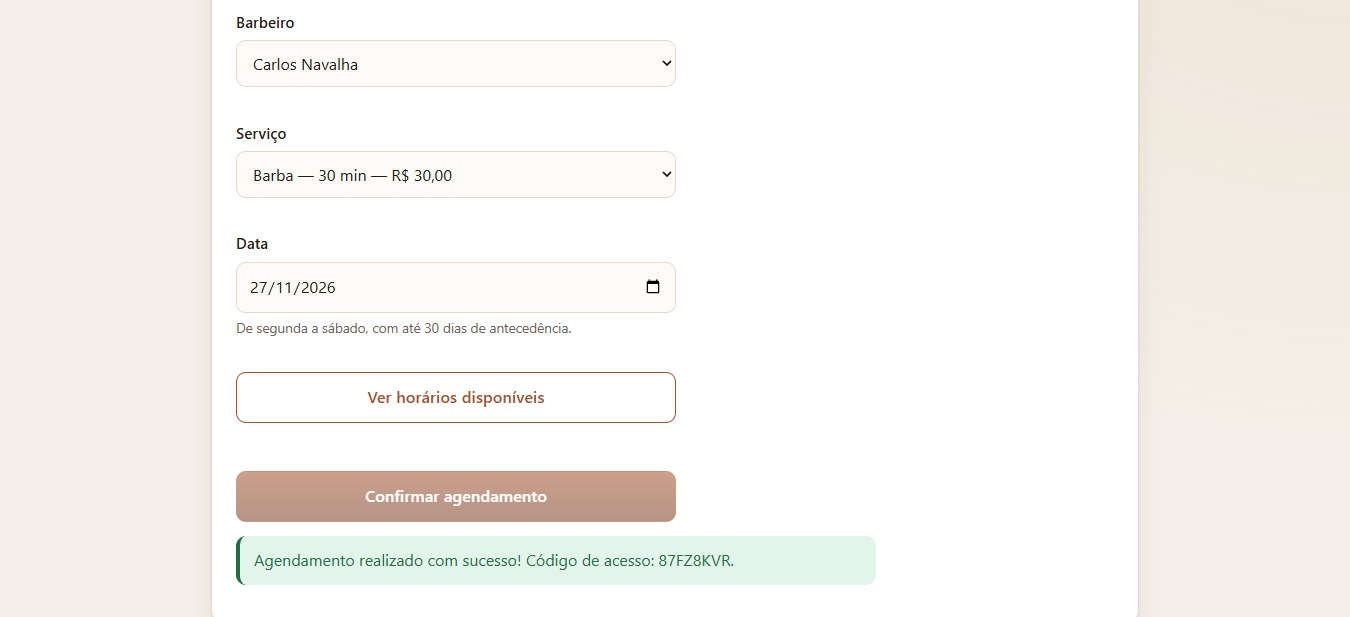 Barbeiro
Carlos Navalha
Serviço
Barba — 30 min — R$ 30,00
Data
27/11/2026
De segunda a sábado, com até 30 dias de antecedência.
Ver horários disponíveis
Confirmar agendamento
Agendamento realizado com sucesso! Código de acesso: 87FZ8KVR.